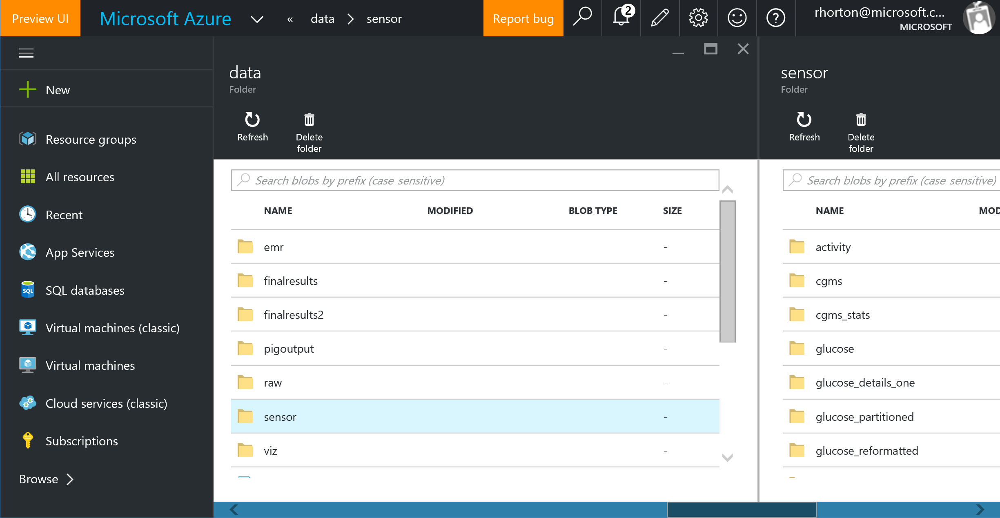 Preview UI
Microsoft Azure
«
data
sensor
Report bug
2
rhorton@microsoft.c...
MICROSOFT
New
Resource groups
All resources
Recent
App Services
SQL
SQL databases
Virtual machines (classic)
Virtual machines
Cloud services (classic)
Subscriptions
Browse
data
Folder
Refresh
Delete
folder
Search blobs by prefix (case-sensitive)
NAME MODIFIED BLOB TYPE SIZE
emr -
finalresults -
finalresults2 -
pigoutput -
raw -
sensor -
viz -
sensor
Folder
Refresh
Delete
folder
Search blobs by prefix (case-sensitive)
NAME MOD
activity
cgms
cgms_stats
glucose
glucose_details_one
glucose_partitioned
glucose_reformatted